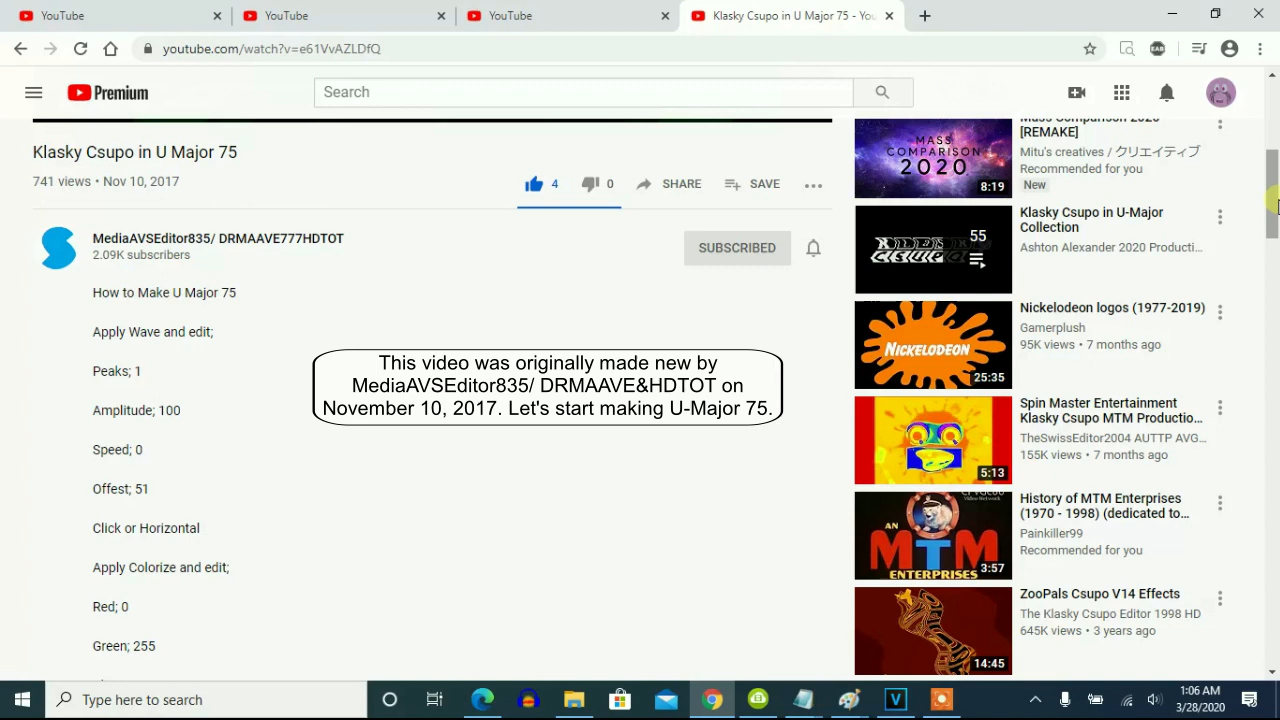 YouTube
YouTube
YouTube
Klasky Csupo in U Major 75 - You
youtube.com/watch?v=e61VvAZLDfQ
EAB
Premium
Search
Klasky Csupo in U Major 75
741 views • Nov 10, 2017
4
0
SHARE
SAVE
MediaAVSEditor835/ DRMAAVE777HDTOT
2.09K subscribers
SUBSCRIBED
How to Make U Major 75
Apply Wave and edit;
Peaks; 1
Amplitude; 100
Speed; 0
Offest; 51
Click or Horizontal
Apply Colorize and edit;
Red; 0
Green; 255
This video was originally made new by
MediaAVSEditor835/ DRMAAVE&HDTOT on
November 10, 2017. Let's start making U-Major 75.
MASS
COMPARISON
2020
8:19
Mass Comparison 2020
[REMAKE]
Mitu's creatives / クリエイティブ
Recommended for you
New
55
Klasky Csupo in U-Major
Collection
Ashton Alexander 2020 Producti...
NICKELODEON
25:35
Nickelodeon logos (1977-2019)
Gamerplush
95K views • 7 months ago
5:13
Spin Master Entertainment
Klasky Csupo MTM Productio...
TheSwissEditor2004 AUTTP AVG...
155K views • 7 months ago
AN
MTM
ENTERPRISES
3:57
History of MTM Enterprises
(1970 - 1998) (dedicated to...
Painkiller99
Recommended for you
14:45
ZooPals Csupo V14 Effects
The Klasky Csupo Editor 1998 HD
645K views • 3 years ago
Type here to search
1:06 AM
3/28/2020